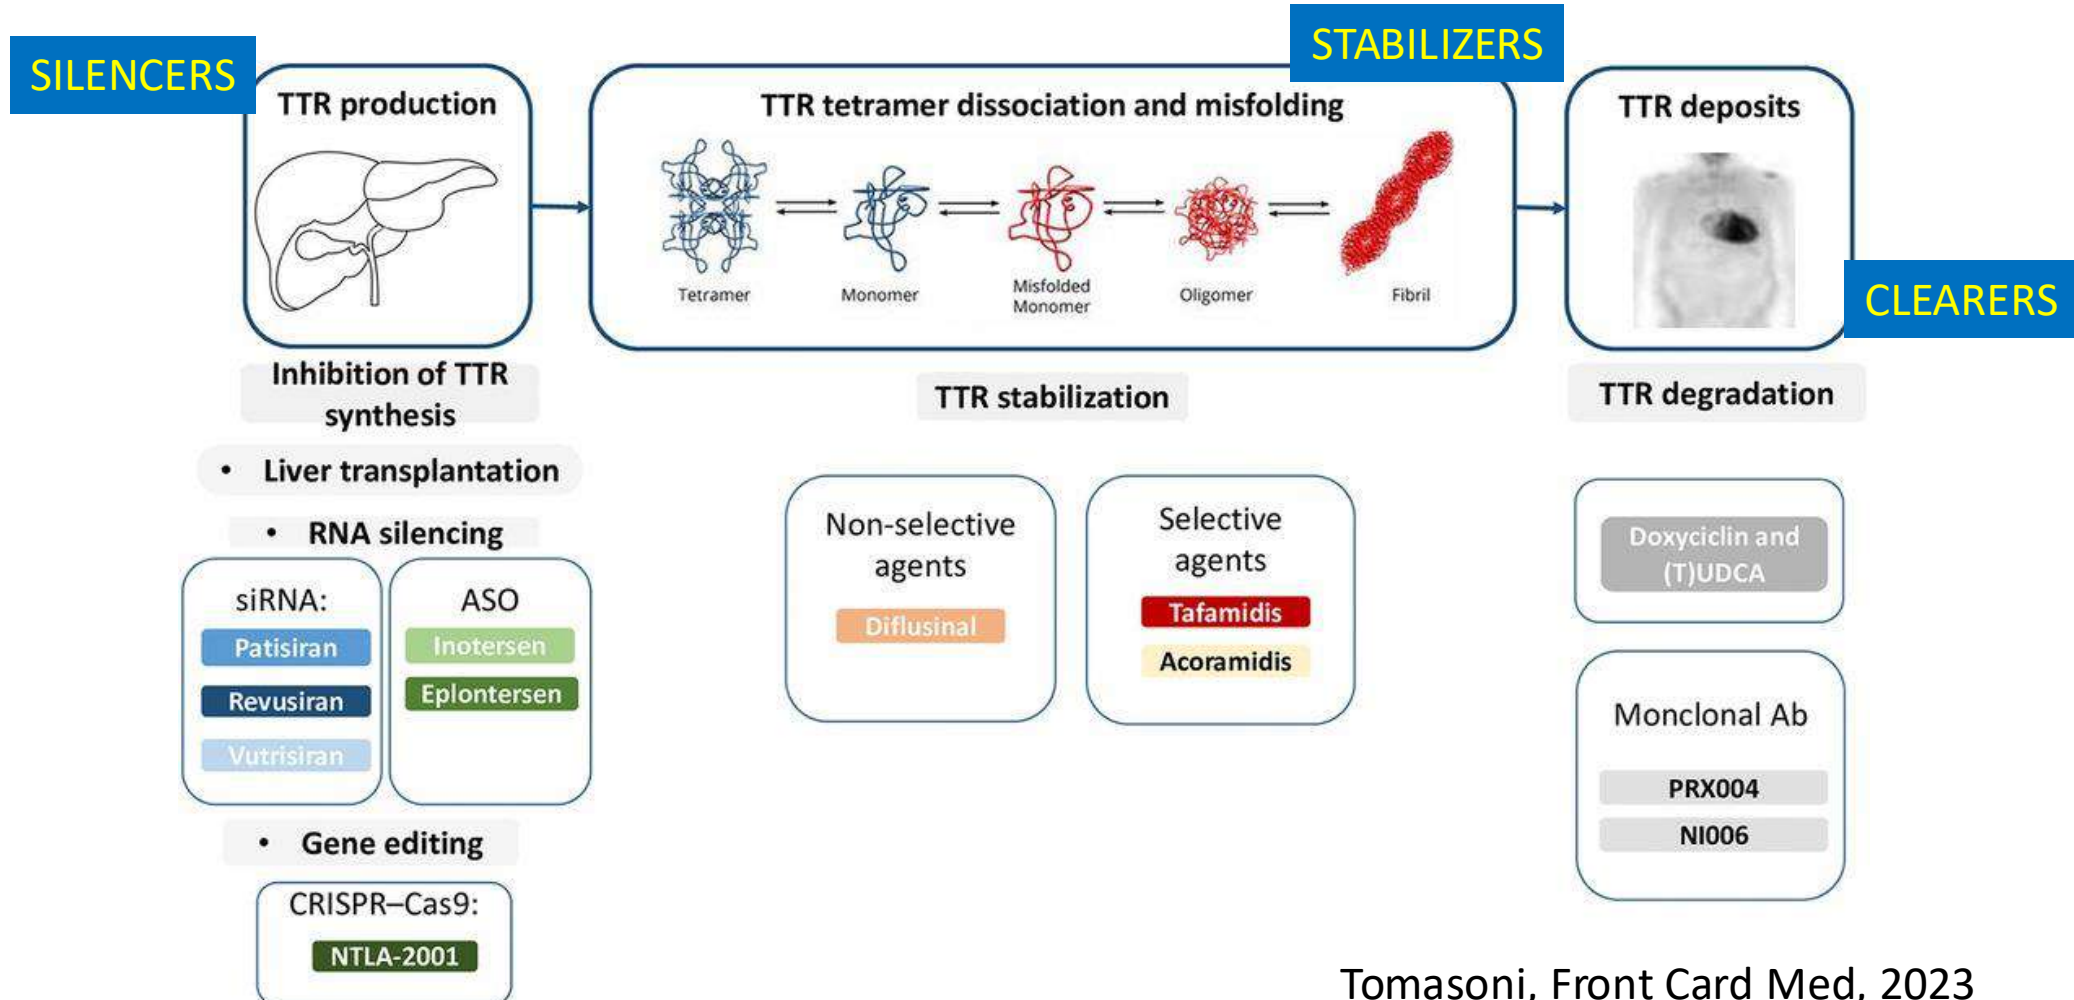 SILENCERS
STABILIZERS
TTR production
TTR tetramer dissociation and misfolding
TTR deposits
CLEARERS
Tetramer
Monomer
Misfolded
Monomer
Oligomer
Fibril
Inhibition of TTR
synthesis
TTR stabilization
TTR degradation
• Liver transplantation
• RNA silencing
siRNA:
Patisiran
Revusiran
Vutrisiran
ASO
Inotersen
Eplontersen
• Gene editing
CRISPR–Cas9:
NTLA-2001
Non-selective
agents
Diflusinal
Selective
agents
Tafamidis
Acoramidis
Doxyciclin and
(T)UDCA
Monclonal Ab
PRX004
NI006
Tomasoni, Front Card Med, 2023